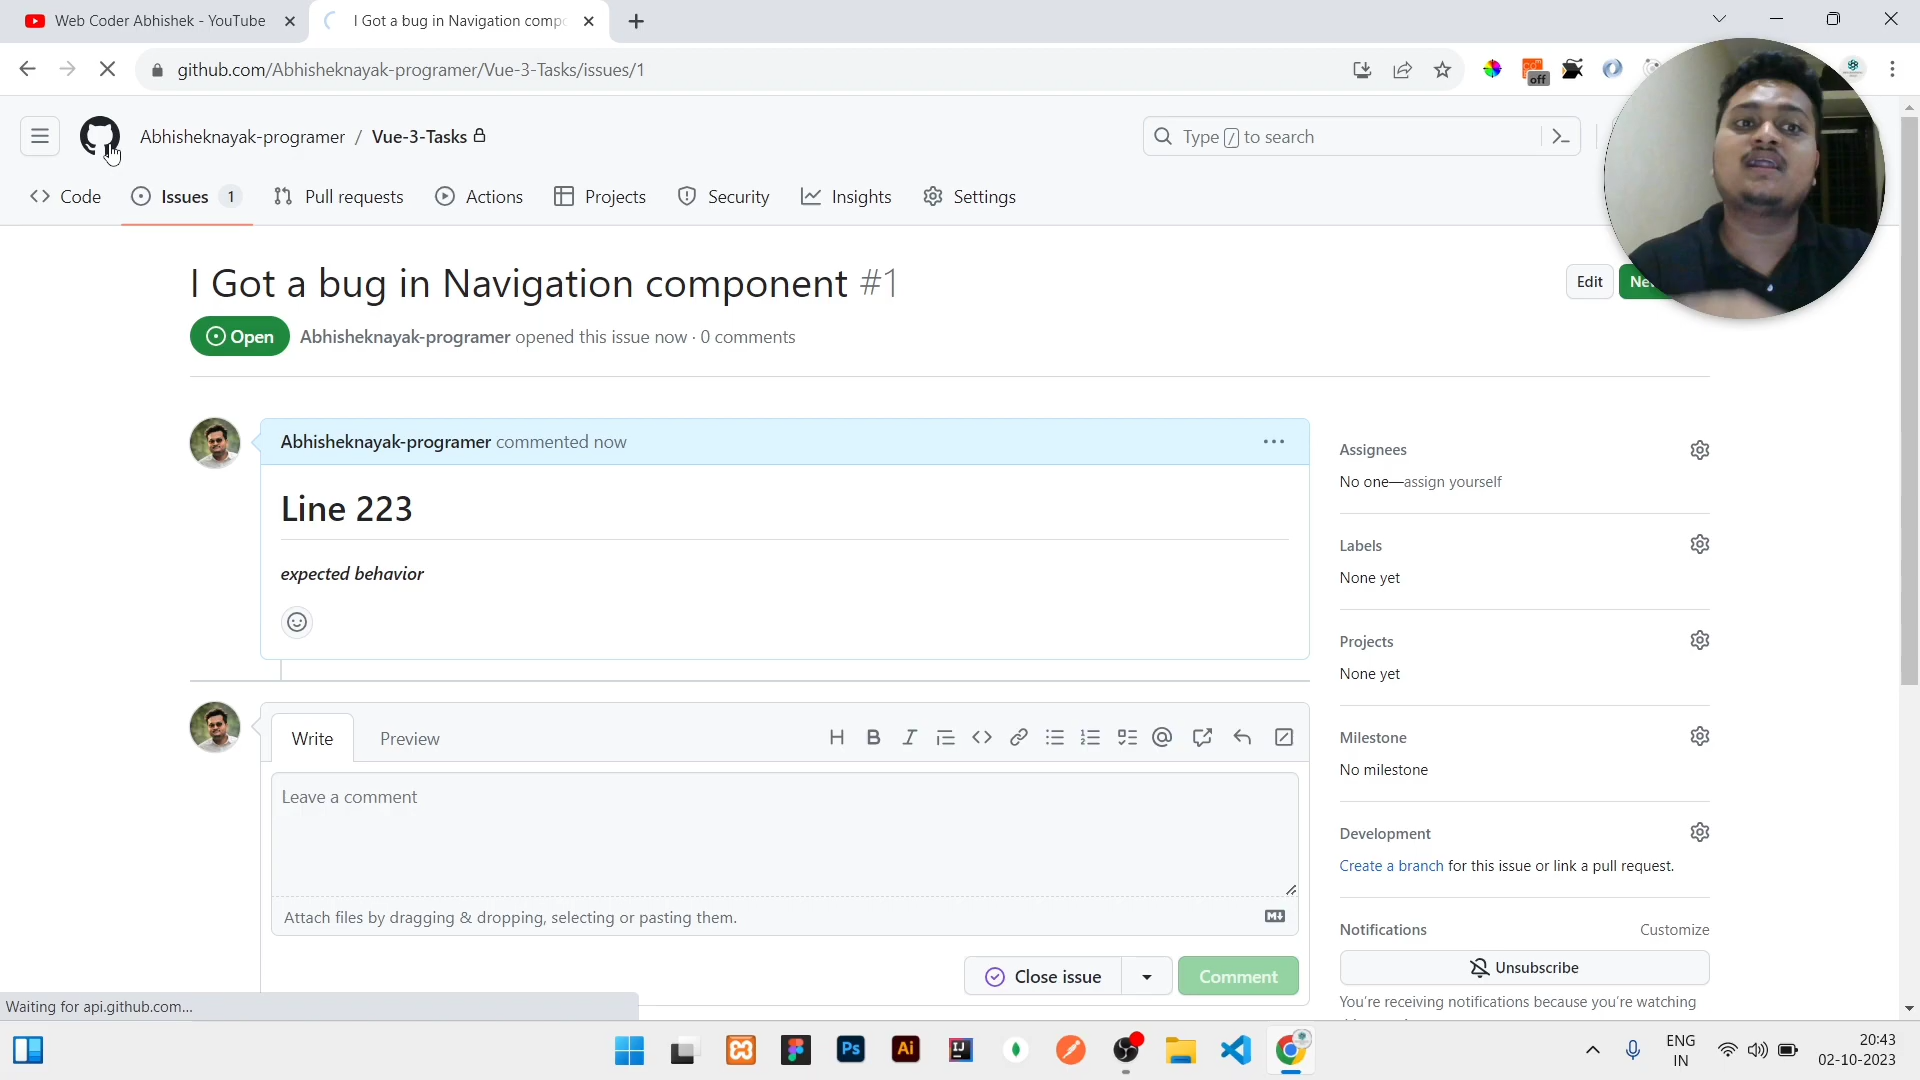 Web Coder Abhishek - YouTube
I Got a bug in Navigation comp
github.com/Abhisheknayak-programer/Vue-3-Tasks/issues/1
off
Abhisheknayak-programer / Vue-3-Tasks
Type / to search
Code
Issues 1
Pull requests
Actions
Projects
Security
Insights
Settings
I Got a bug in Navigation component #1
Edit
Open
Abhisheknayak-programer opened this issue now · 0 comments
Abhisheknayak-programer commented now
Line 223
expected behavior
Assignees
No one—assign yourself
Labels
None yet
Projects
None yet
Milestone
No milestone
Development
Create a branch for this issue or link a pull request.
Notifications
Customize
Unsubscribe
You're receiving notifications because you're watching
Write
Preview
Leave a comment
Attach files by dragging & dropping, selecting or pasting them.
Close issue
Comment
Waiting for api.github.com...
Ps
Ai
IJ
ENG
IN
20:43
02-10-2023